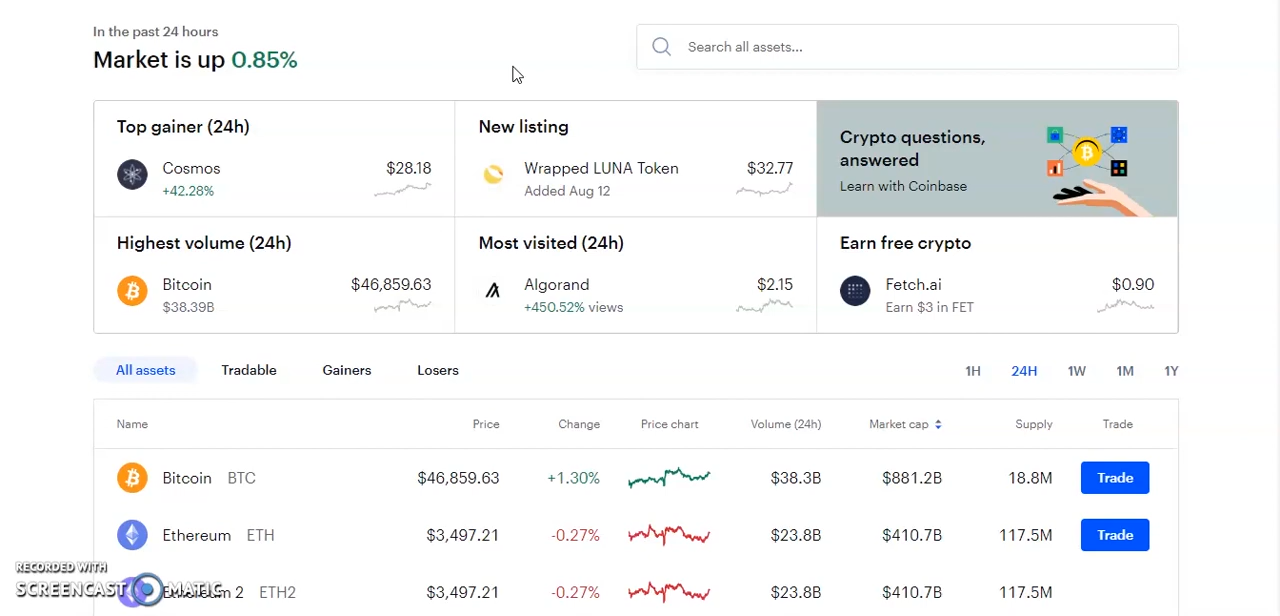 In the past 24 hours
Market is up 0.85%
Search all assets...
Top gainer (24h)
Cosmos $28.18
+42.28%
New listing
Wrapped LUNA Token $32.77
Added Aug 12
Crypto questions,
answered
Learn with Coinbase
Highest volume (24h)
Bitcoin $46,859.63
$38.39B
Most visited (24h)
Algorand $2.15
+450.52% views
Earn free crypto
Fetch.ai $0.90
Earn $3 in FET
All assets Tradable Gainers Losers 1H 24H 1W 1M 1Y
Name Price Change Price chart Volume (24h) Market cap Supply Trade
Bitcoin BTC $46,859.63 +1.30% $38.3B $881.2B 18.8M Trade
Ethereum ETH $3,497.21 -0.27% $23.8B $410.7B 117.5M Trade
Ethereum 2 ETH2 $3,497.21 -0.27% $23.8B $410.7B 117.5M
RECORDED WITH
SCREENCAST MATIC